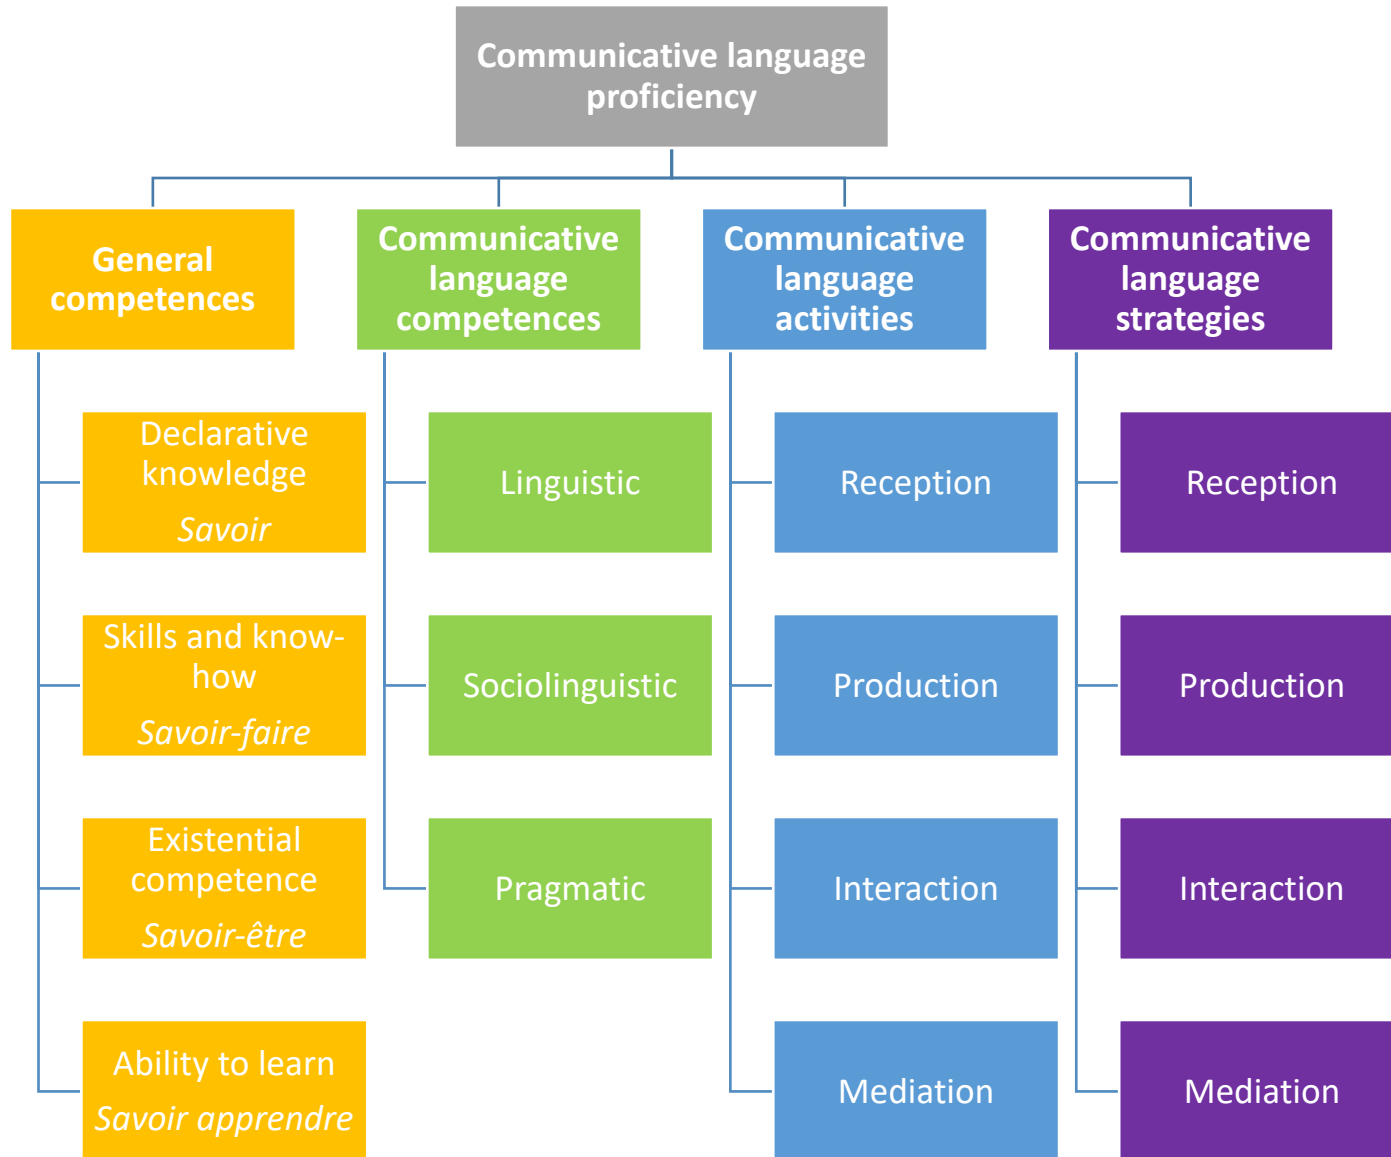 Communicative language
proficiency
General
competences
Communicative
language
competences
Communicative
language
activities
Communicative
language
strategies
Declarative
knowledge
Savoir
Linguistic
Reception
Reception
Skills and know-
how
Savoir-faire
Sociolinguistic
Production
Production
Existential
competence
Savoir-être
Pragmatic
Interaction
Interaction
Ability to learn
Savoir apprendre
Mediation
Mediation